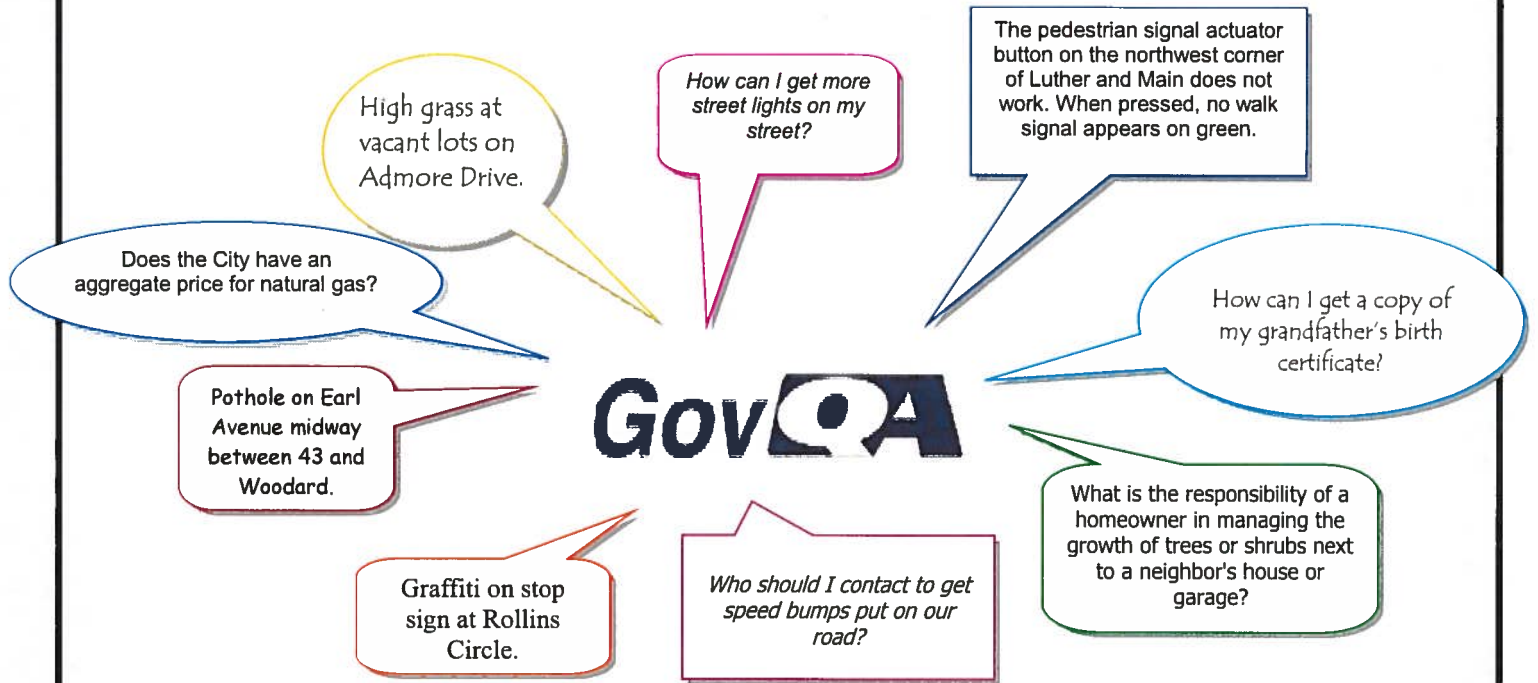 High grass at
vacant lots on
Admore Drive.
How can I get more
street lights on my
street?
The pedestrian signal actuator
button on the northwest corner
of Luther and Main does not
work. When pressed, no walk
signal appears on green.
Does the City have an
aggregate price for natural gas?
How can I get a copy of
my grandfather's birth
certificate?
Pothole on Earl
Avenue midway
between 43 and
Woodard.
GovQA
What is the responsibility of a
homeowner in managing the
growth of trees or shrubs next
to a neighbor's house or
garage?
Graffiti on stop
sign at Rollins
Circle.
Who should I contact to get
speed bumps put on our
road?